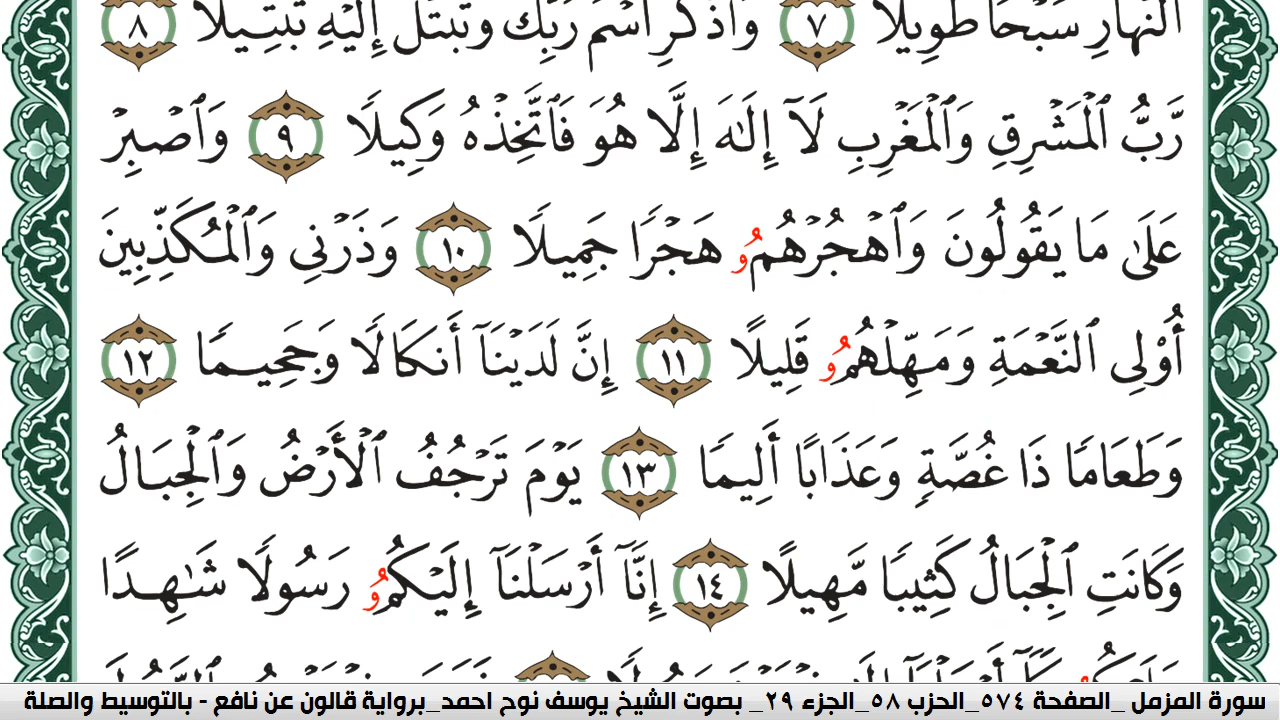 ٱلنَّهَارِ سَبْحًا طَوِيلًا ٧ وَٱذْكُرِ ٱسْمَ رَبِّكَ وَتَبَتَّلْ إِلَيْهِ تَبْتِيلًا ٨
رَّبُّ ٱلْمَشْرِقِ وَٱلْمَغْرِبِ لَآ إِلَٰهَ إِلَّا هُوَ فَٱتَّخِذْهُ وَكِيلًا ٩ وَٱصْبِرْ
عَلَىٰ مَا يَقُولُونَ وَٱهْجُرْهُمُۥ هَجْرًا جَمِيلًا ١٠ وَذَرْنِى وَٱلْمُكَذِّبِينَ
أُوْلِى ٱلنَّعْمَةِ وَمَهِّلْهُمُۥ قَلِيلًا ١١ إِنَّ لَدَيْنَآ أَنكَالًا وَجَحِيمًا ١٢
وَطَعَامًا ذَا غُصَّةٍ وَعَذَابًا أَلِيمًا ١٣ يَوْمَ تَرْجُفُ ٱلْأَرْضُ وَٱلْجِبَالُ
وَكَانَتِ ٱلْجِبَالُ كَثِيبًا مَّهِيلًا ١٤ إِنَّآ أَرْسَلْنَآ إِلَيْكُمُۥ رَسُولًا شَٰهِدًا
سورة المزمل _الصفحة ٥٧٤_الحزب ٥٨_الجزء ٢٩_ بصوت الشيخ يوسف نوح احمد_برواية قالون عن نافع - بالتوسيط والصلة